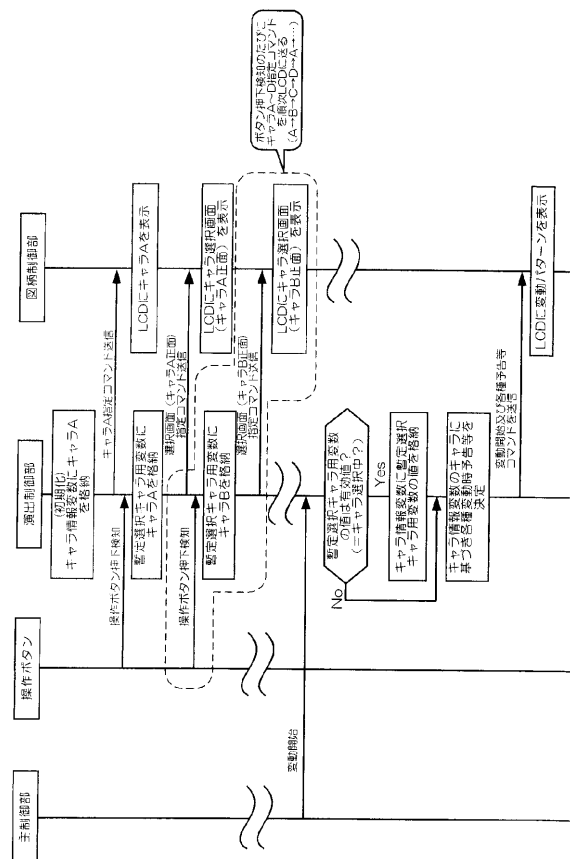 主制御部
操作ボタン
演出制御部
図柄制御部
(初期化)
キャラ情報変数にキャラA
を格納
キャラA指定コマンド送信
LCDにキャラAを表示
操作ボタン押下検知
暫定選択キャラ用変数に
キャラAを格納
選択画面(キャラA正面)
指定コマンド送信
LCDにキャラ選択画面
(キャラA正面)を表示
操作ボタン押下検知
暫定選択キャラ用変数に
キャラBを格納
選択画面(キャラB正面)
指定コマンド送信
LCDにキャラ選択画面
(キャラB正面)を表示
ボタン押下検知のたびに
キャラA~D指定コマンド
を順次LCDに送る
(A→B→C→D→A→…)
変動開始
暫定選択キャラ用変数
の値は有効値?
(=キャラ選択中?)
Yes
No
キャラ情報変数に暫定選択
キャラ用変数の値を格納
キャラ情報変数のキャラに
基づき各種変動時予告等を
決定
変動開始及び各種予告等
コマンドを送信
LCDに変動パターンを表示